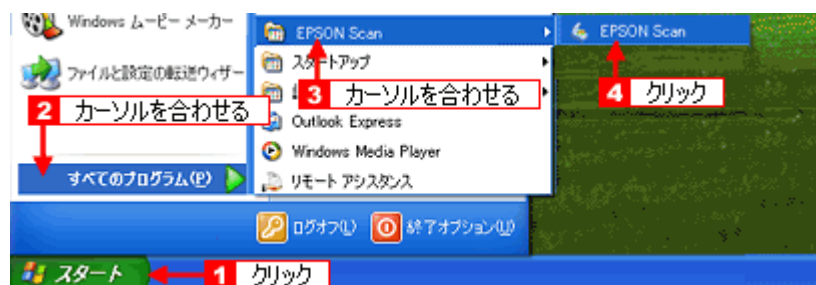 Windows ムービー メーカー
ファイルと設定の転送ウィザー
2 カーソルを合わせる
すべてのプログラム(P)
EPSON Scan
スタートアップ
3 カーソルを合わせる
Outlook Express
Windows Media Player
リモート アシスタンス
EPSON Scan
4 クリック
ログオフ(L)
終了オプション(U)
スタート
1 クリック